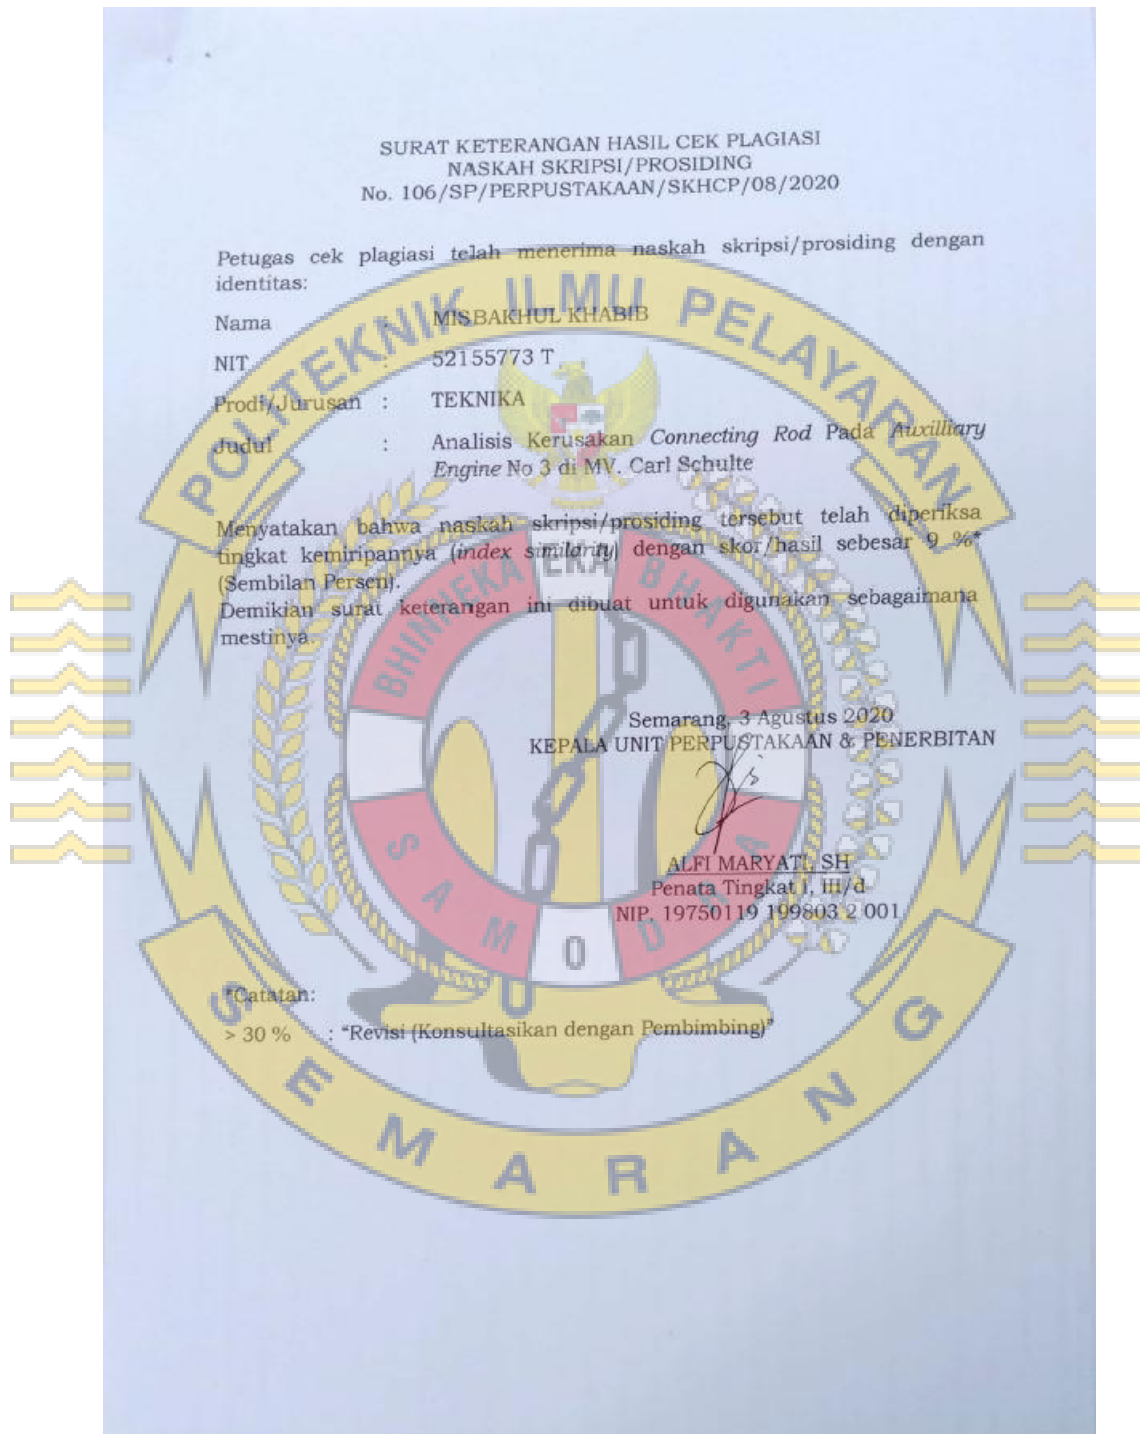 SURAT KETERANGAN HASIL CEK PLAGIASI
NASKAH SKRIPSI/PROSIDING
No. 106/SP/PERPUSTAKAAN/SKHCP/08/2020
Petugas cek plagiasi telah menerima naskah skripsi/prosiding dengan
identitas:
Nama : MISBAKHUL KHABIB
NIT : 52155773 T
Prodi/Jurusan : TEKNIKA
Judul : Analisis Kerusakan Connecting Rod Pada Auxilliary
Engine No 3 di MV. Carl Schulte
Menyatakan bahwa naskah skripsi/prosiding tersebut telah diperiksa
tingkat kemiripannya (index similarity) dengan skor/hasil sebesar 9 %*
(Sembilan Persen).
Demikian surat keterangan ini dibuat untuk digunakan sebagaimana
mestinya.
Semarang, 3 Agustus 2020
KEPALA UNIT PERPUSTAKAAN & PENERBITAN
ALFI MARYATI, SH
Penata Tingkat I, III/d
NIP. 19750119 199803 2 001
*Catatan:
> 30 % : "Revisi (Konsultasikan dengan Pembimbing)"
POLITEKNIK ILMU PELAYARAN
BHINNEKA EKA BHAKTI
SAMODRA
SEMARANG